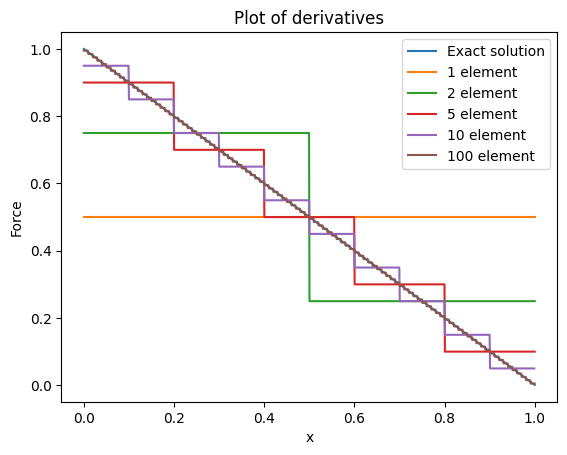 Plot of derivatives
Exact solution
1 element
2 element
5 element
10 element
100 element
Force
1.0
0.8
0.6
0.4
0.2
0.0
0.0
0.2
0.4
0.6
0.8
1.0
x